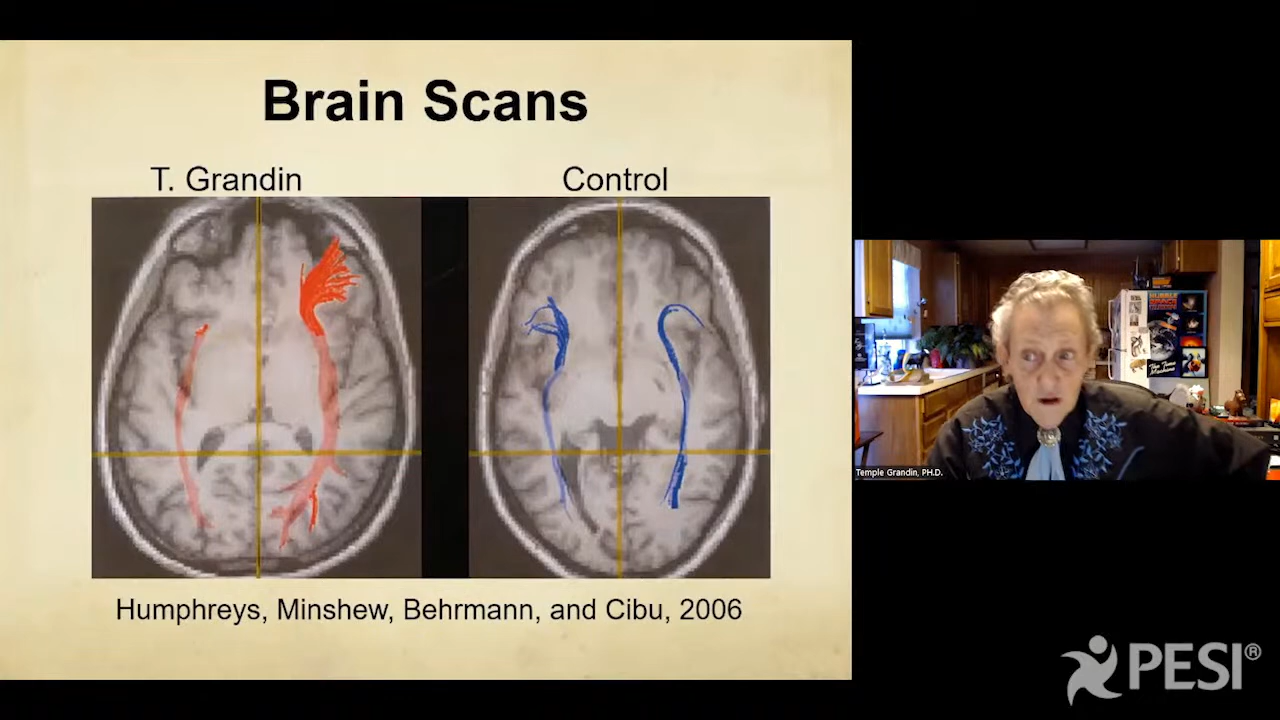 Brain Scans
T. Grandin
Control
Humphreys, Minshew, Behrmann, and Cibu, 2006
Temple Grandin, PH.D.
PESI®